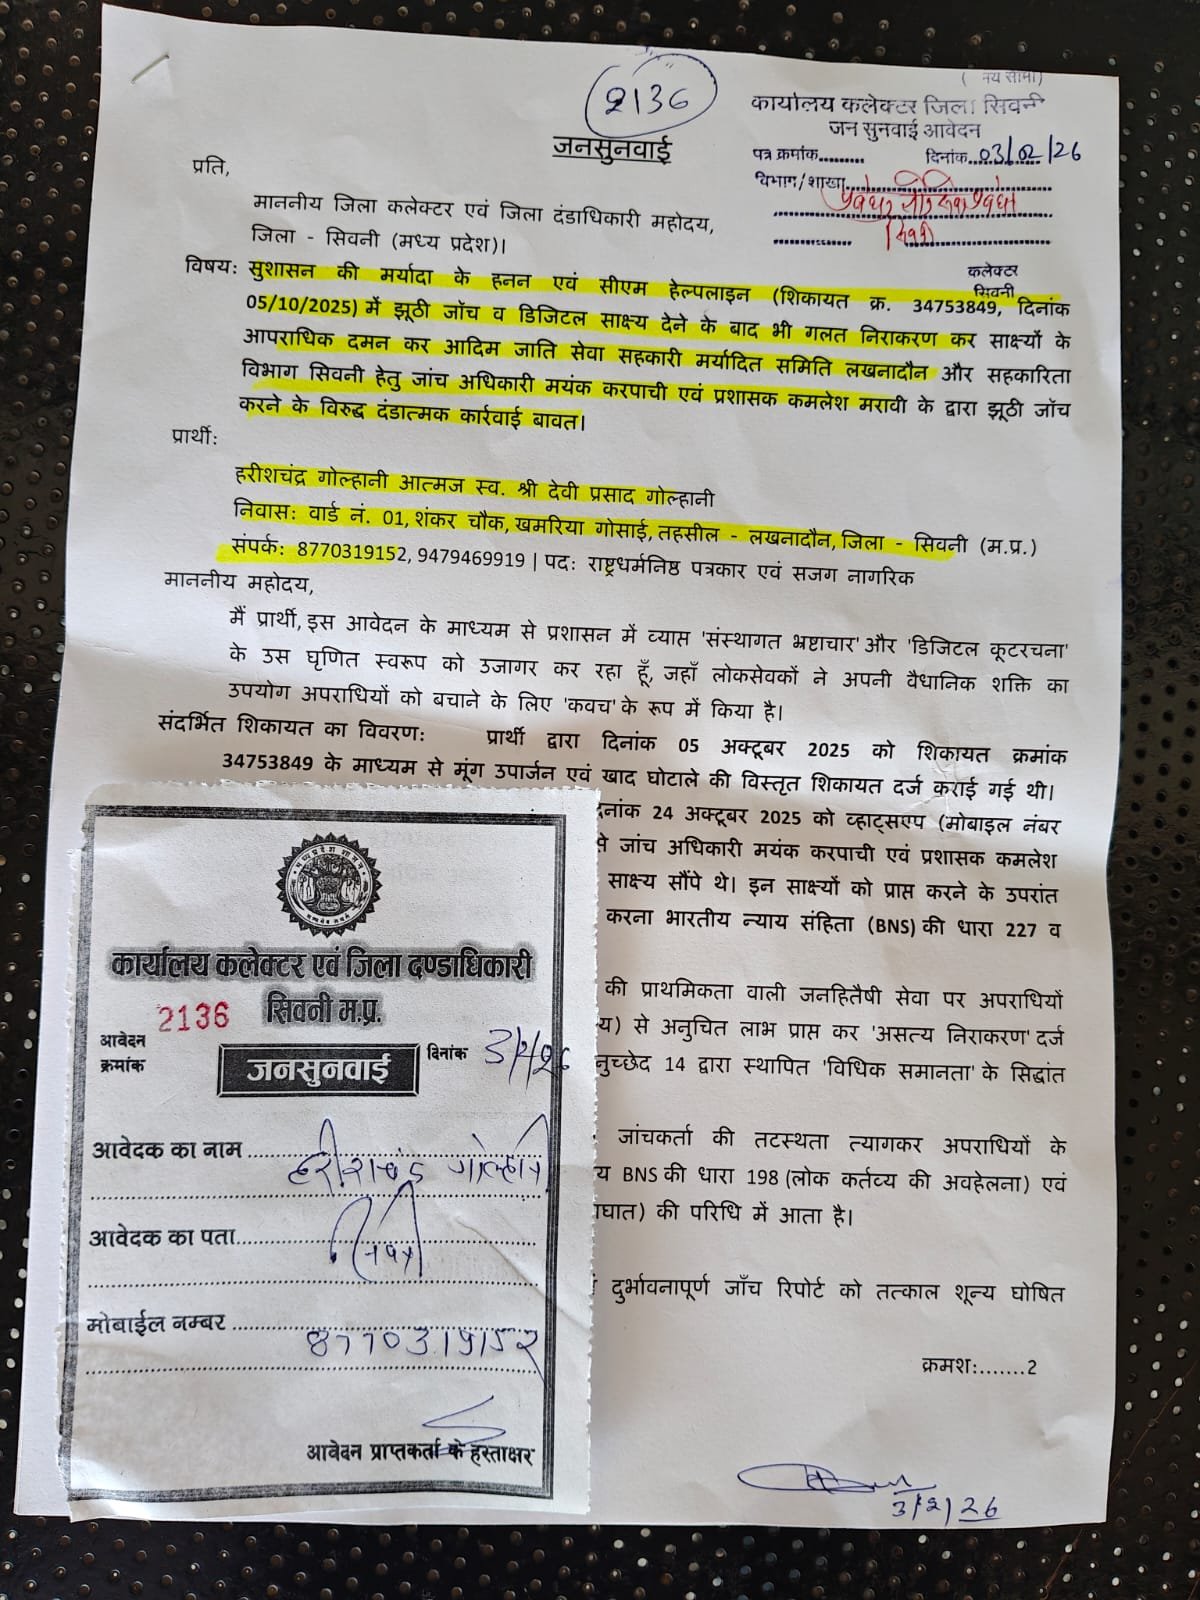 2136
( नय सीमा)
कार्यालय कलेक्टर जिला सिवनी
जन सुनवाई आवेदन
पत्र क्रमांक......... दिनांक..03/02/26
विभाग/शाखा
कलेक्टर
सिवनी
जनसुनवाई
प्रति,
माननीय जिला कलेक्टर एवं जिला दंडाधिकारी महोदय,
जिला - सिवनी (मध्य प्रदेश)।
विषय: सुशासन की मर्यादा के हनन एवं सीएम हेल्पलाइन (शिकायत क्र. 34753849, दिनांक
05/10/2025) में झूठी जाँच व डिजिटल साक्ष्य देने के बाद भी गलत निराकरण कर साक्ष्यों के
आपराधिक दमन कर आदिम जाति सेवा सहकारी मर्यादित समिति लखनादौन और सहकारिता
विभाग सिवनी हेतु जांच अधिकारी मयंक करपाची एवं प्रशासक कमलेश मरावी के द्वारा झूठी जाँच
करने के विरुद्ध दंडात्मक कार्रवाई बावत।
प्रार्थी:
हरीशचंद्र गोल्हानी आत्मज स्व. श्री देवी प्रसाद गोल्हानी
निवास: वार्ड नं. 01, शंकर चौक, खमरिया गोसाई, तहसील - लखनादौन, जिला - सिवनी (म.प्र.)
संपर्क: 8770319152, 9479469919 | पद: राष्ट्रधर्मनिष्ठ पत्रकार एवं सजग नागरिक
माननीय महोदय,
मैं प्रार्थी, इस आवेदन के माध्यम से प्रशासन में व्याप्त 'संस्थागत भ्रष्टाचार' और 'डिजिटल कूटरचना'
के उस घृणित स्वरूप को उजागर कर रहा हूँ, जहाँ लोकसेवकों ने अपनी वैधानिक शक्ति का
उपयोग अपराधियों को बचाने के लिए 'कवच' के रूप में किया है।
संदर्भित शिकायत का विवरण: प्रार्थी द्वारा दिनांक 05 अक्टूबर 2025 को शिकायत क्रमांक
34753849 के माध्यम से मूंग उपार्जन एवं खाद घोटाले की विस्तृत शिकायत दर्ज कराई गई थी।
दिनांक 24 अक्टूबर 2025 को व्हाट्सएप (मोबाइल नंबर
जांच अधिकारी मयंक करपाची एवं प्रशासक कमलेश
साक्ष्य सौंपे थे। इन साक्ष्यों को प्राप्त करने के उपरांत
करना भारतीय न्याय संहिता (BNS) की धारा 227 व
की प्राथमिकता वाली जनहितैषी सेवा पर अपराधियों
य) से अनुचित लाभ प्राप्त कर 'असत्य निराकरण' दर्ज
नुच्छेद 14 द्वारा स्थापित 'विधिक समानता' के सिद्धांत
जांचकर्ता की तटस्थता त्यागकर अपराधियों के
य BNS की धारा 198 (लोक कर्तव्य की अवहेलना) एवं
घात) की परिधि में आता है।
दुर्भावनापूर्ण जाँच रिपोर्ट को तत्काल शून्य घोषित
क्रमश:.......2
3/2/26
कार्यालय कलेक्टर एवं जिला दण्डाधिकारी
सिवनी म.प्र.
2136
आवेदन
क्रमांक
जनसुनवाई
दिनांक 3/2/26
आवेदक का नाम हरीशचंद्र गोल्हानी
आवेदक का पता सिवनी
मोबाईल नम्बर 8770319152
आवेदन प्राप्तकर्ता के हस्ताक्षर